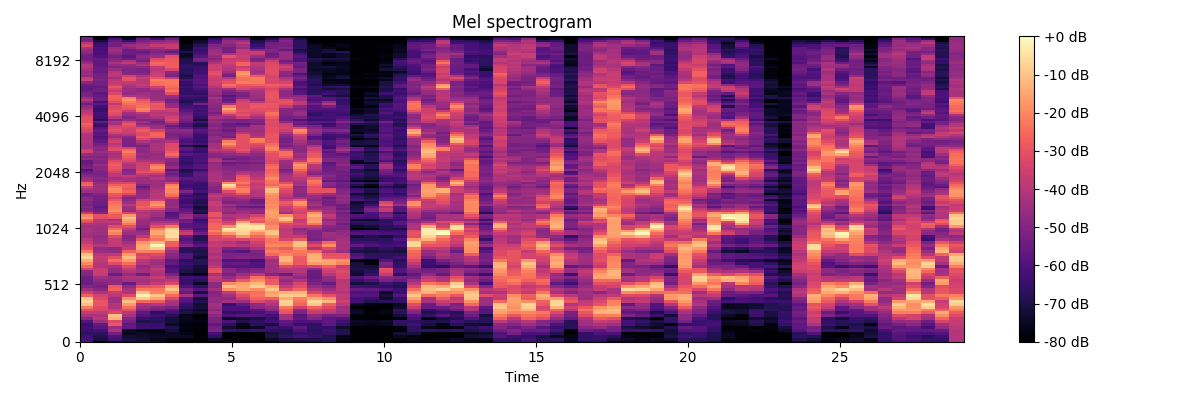 Mel spectrogram
8192
4096
2048
1024
512
0
Hz
0 5 10 15 20 25
Time
+0 dB
-10 dB
-20 dB
-30 dB
-40 dB
-50 dB
-60 dB
-70 dB
-80 dB